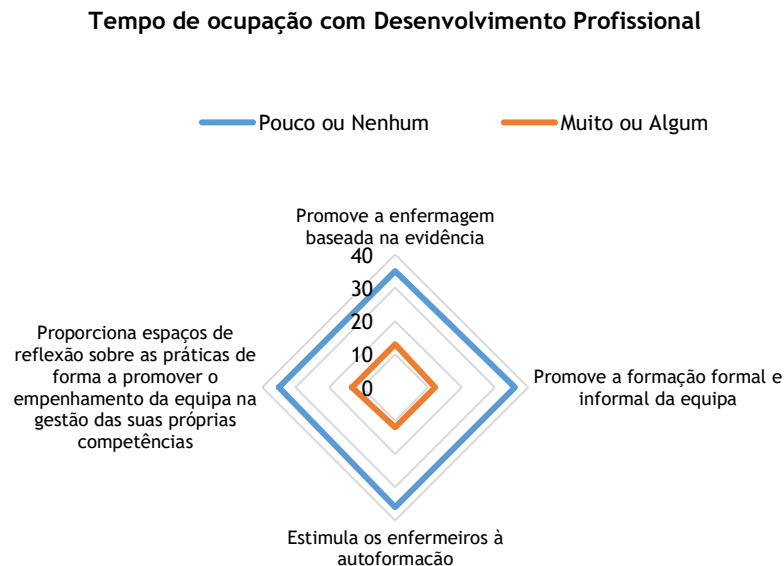 Tempo de ocupação com Desenvolvimento Profissional
Pouco ou Nenhum
Muito ou Algum
Promove a enfermagem
baseada na evidência
40
30
20
10
0
Proporciona espaços de
reflexão sobre as práticas de
forma a promover o
empenhamento da equipa na
gestão das suas próprias
competências
Promove a formação formal e
informal da equipa
Estimula os enfermeiros à
autoformação